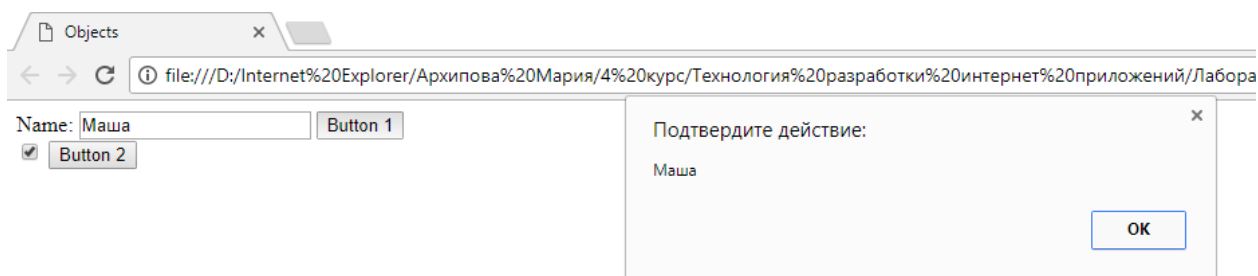 Objects
file:///D:/Internet%20Explorer/Архипова%20Мария/4%20курс/Технология%20разработки%20интернет%20приложений/Лабора
Name: Маша Button 1
Button 2
Подтвердите действие:
Маша
ОК